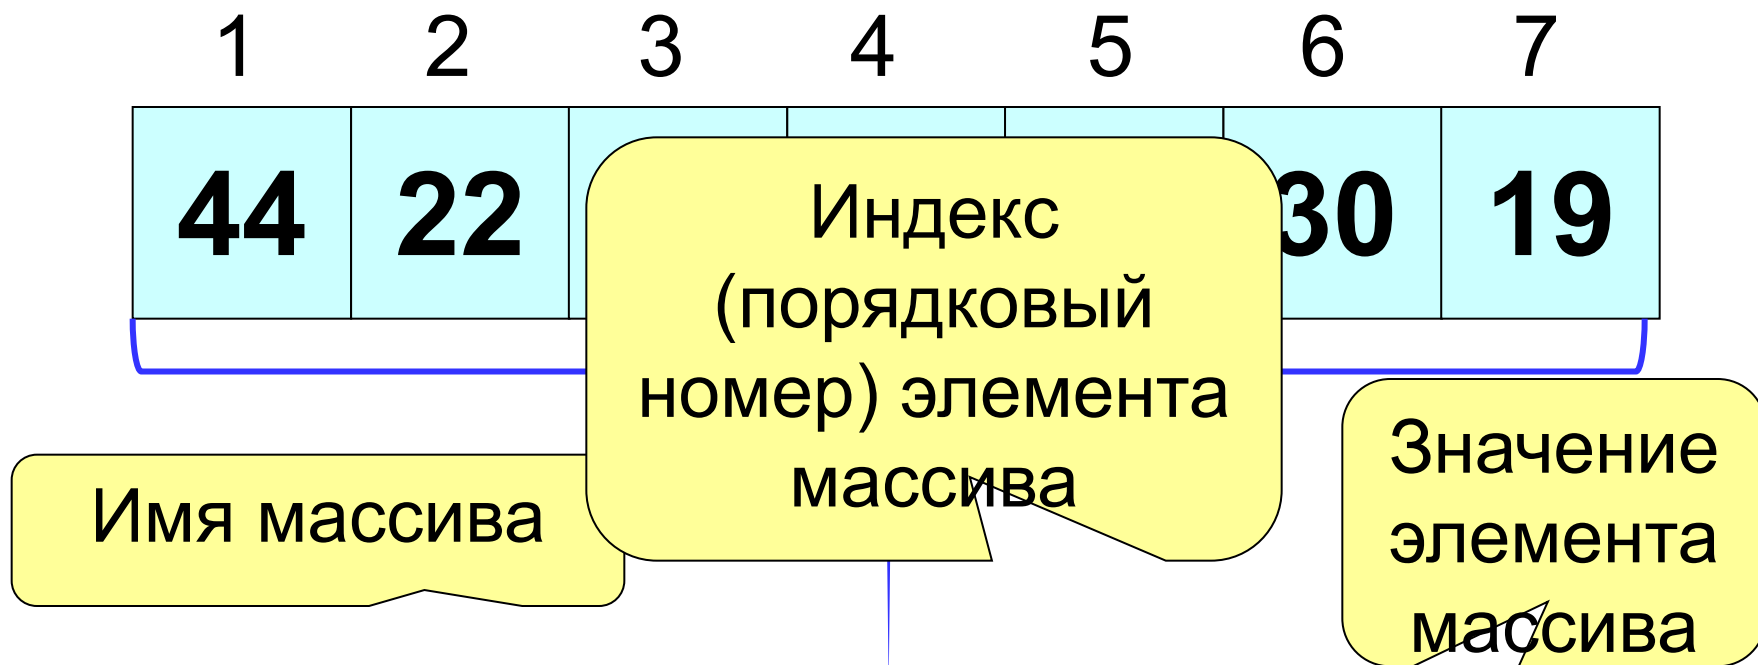 1 2 3 4 5 6 7
44 22 30 19
Индекс
(порядковый
номер) элемента
массива
Имя массива
Значение
элемента
массива